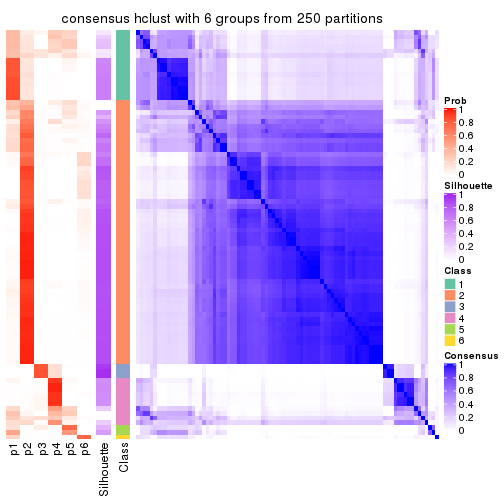 consensus hclust with 6 groups from 250 partitions
Prob
1
0.8
0.6
0.4
0.2
0
Silhouette
1
0.8
0.6
0.4
0.2
0
Class
1
2
3
4
5
6
Consensus
1
0.8
0.6
0.4
0.2
0
p1
p2
p3
p4
p5
p6
Silhouette
Class